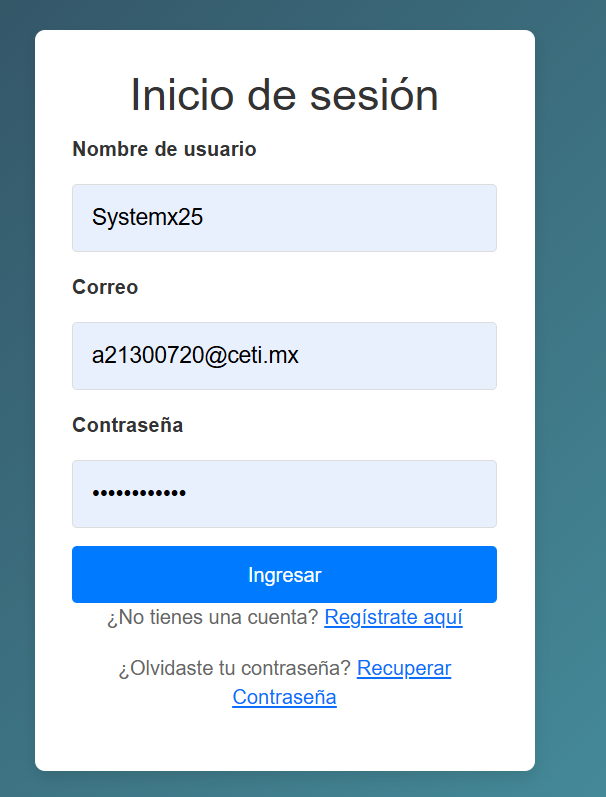 Inicio de sesión
Nombre de usuario
Systemx25
Correo
a21300720@ceti.mx
Contraseña
••••••••••••
Ingresar
¿No tienes una cuenta? Regístrate aquí
¿Olvidaste tu contraseña? Recuperar
Contraseña